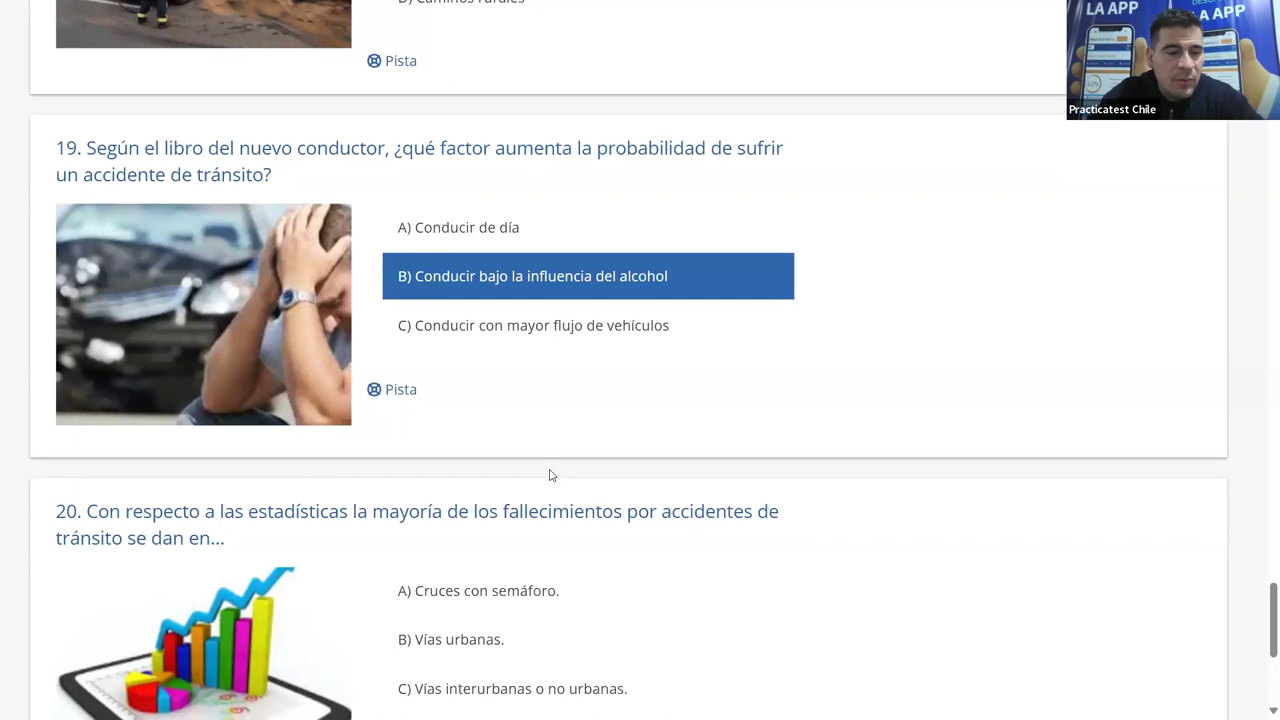 LA APP
LA APP
Practicatest Chile
Pista
19. Según el libro del nuevo conductor, ¿qué factor aumenta la probabilidad de sufrir
un accidente de tránsito?
A) Conducir de día
B) Conducir bajo la influencia del alcohol
C) Conducir con mayor flujo de vehículos
Pista
20. Con respecto a las estadísticas la mayoría de los fallecimientos por accidentes de
tránsito se dan en...
A) Cruces con semáforo.
B) Vías urbanas.
C) Vías interurbanas o no urbanas.